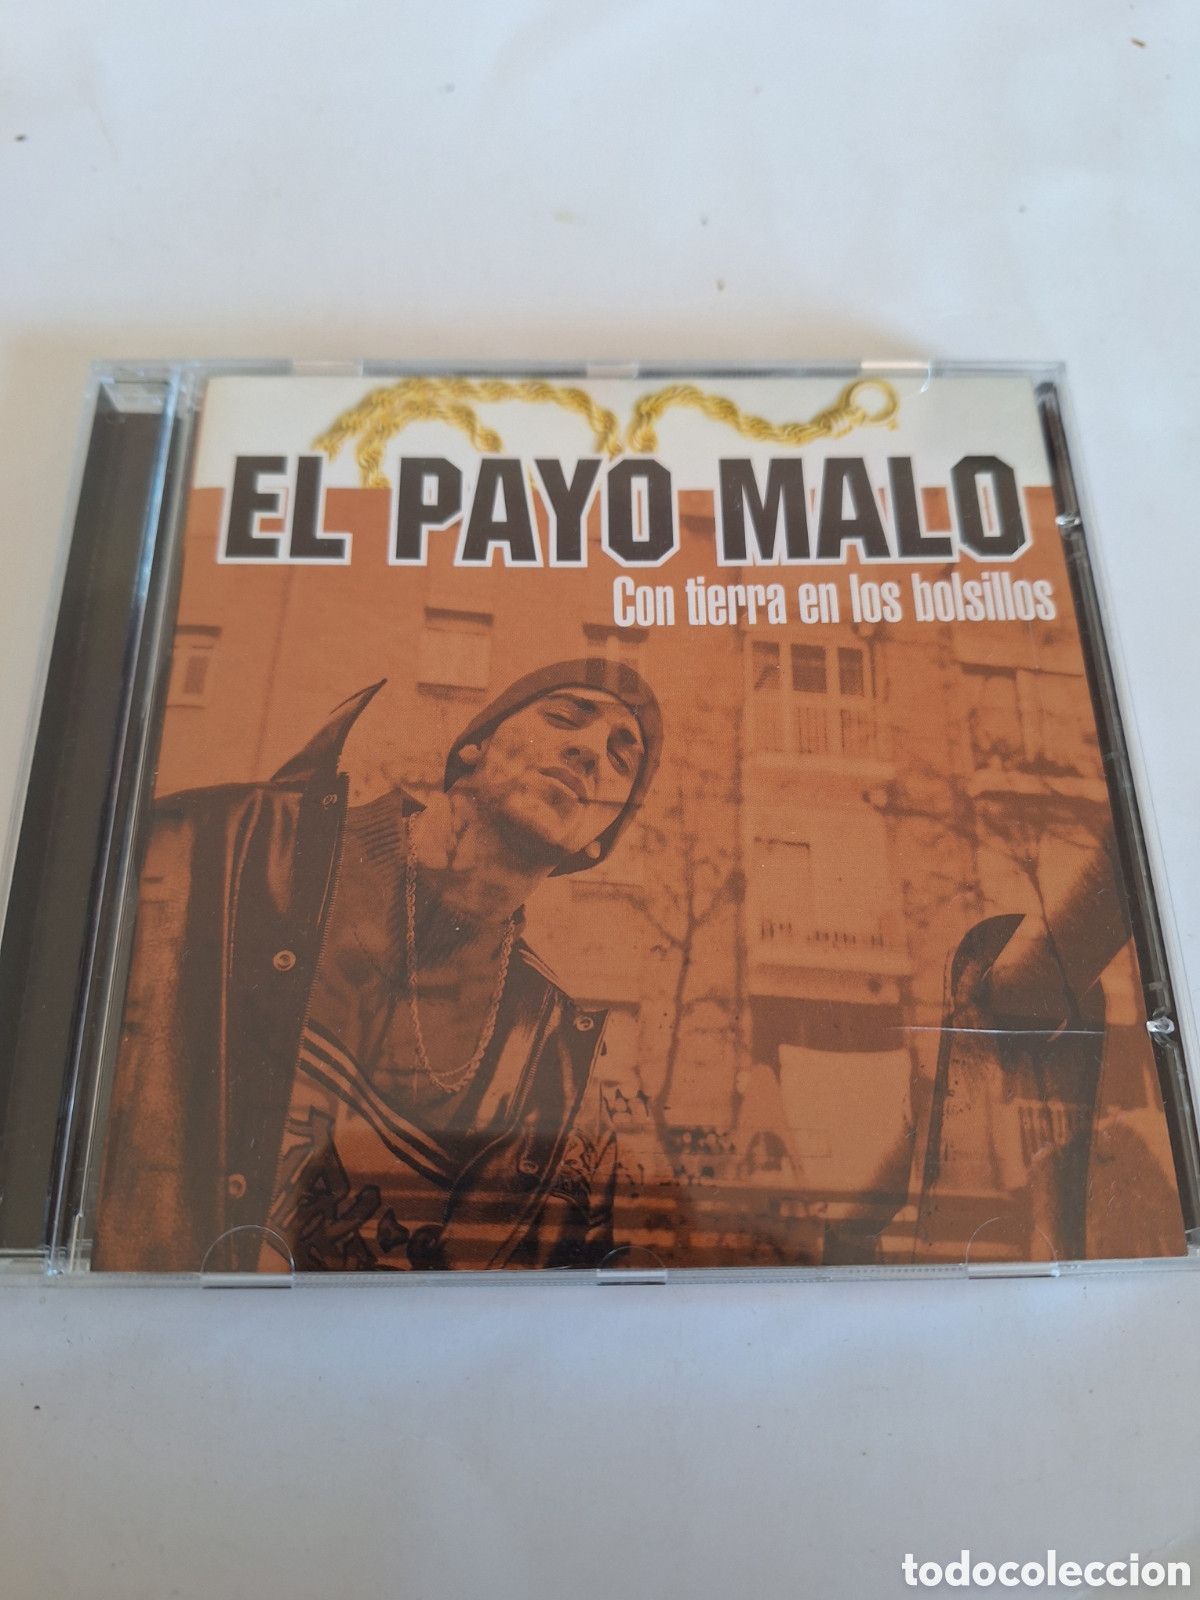 EL PAYO MALO
Con tierra en los bolsillos
todocoleccion